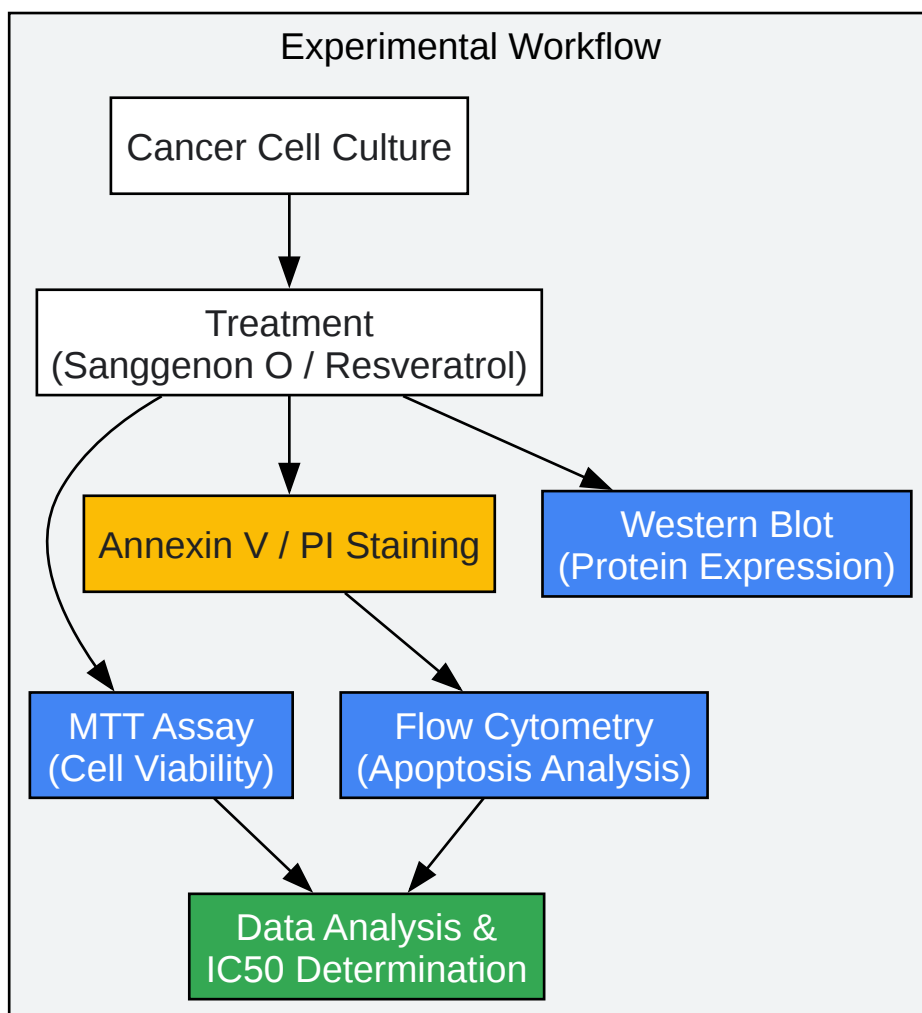 Experimental Workflow
Cancer Cell Culture
Treatment
(Sanggenon O / Resveratrol)
Annexin V / PI Staining
Western Blot
(Protein Expression)
MTT Assay
(Cell Viability)
Flow Cytometry
(Apoptosis Analysis)
Data Analysis &
IC50 Determination